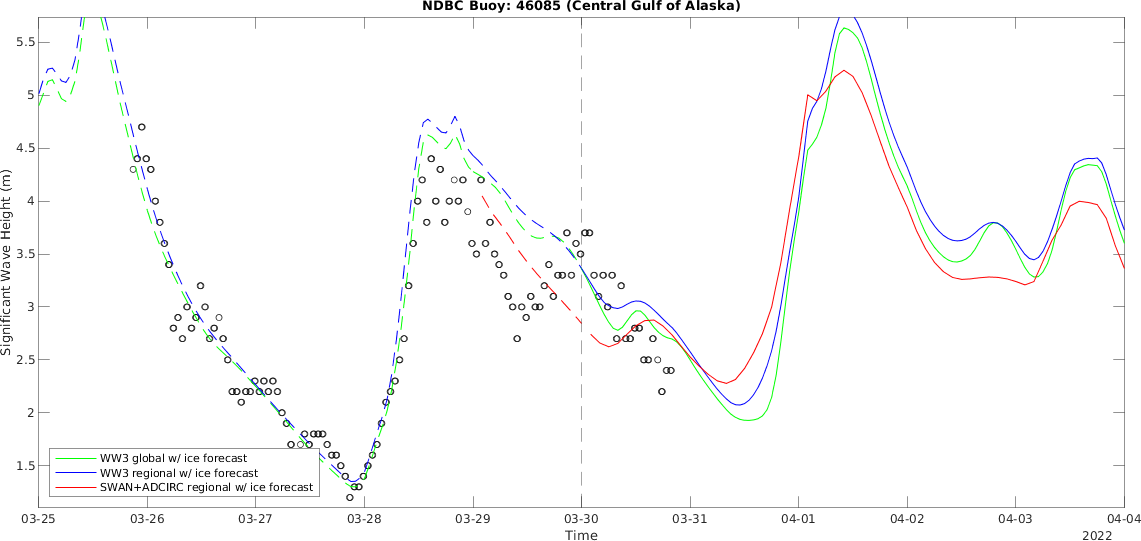 NDBC Buoy: 46085 (Central Gulf of Alaska)
Significant Wave Height (m)
5.5
5
4.5
4
3.5
3
2.5
2
1.5
WW3 global w/ ice forecast
WW3 regional w/ ice forecast
SWAN+ADCIRC regional w/ ice forecast
03-25 03-26 03-27 03-28 03-29 03-30 03-31 04-01 04-02 04-03 04-04
Time 2022